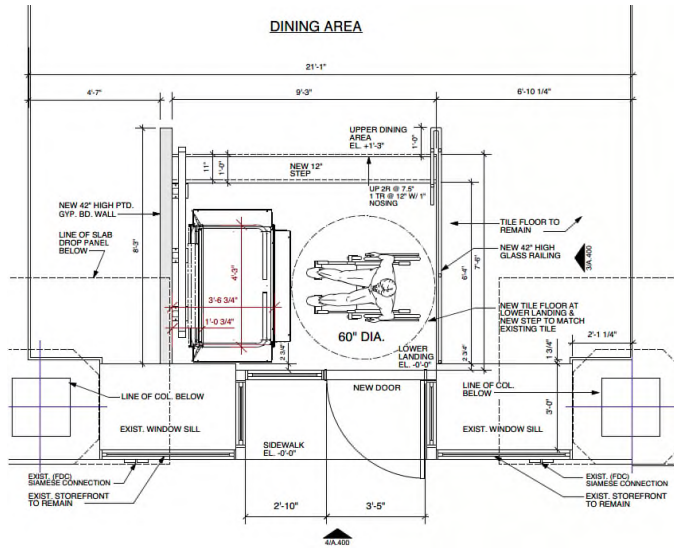 DINING AREA
21'-1"
4'-7"
9'-3"
6'-10 1/4"
UPPER DINING
AREA
EL. +1'-3"
1'-0"
11"
1'-0"
NEW 12"
STEP
UP 2R @ 7.5"
1 TR @ 12" W/ 1"
NOSING
NEW 42" HIGH PTD.
GYP. BD. WALL
LINE OF SLAB
DROP PANEL
BELOW
8'-3"
TILE FLOOR TO
REMAIN
NEW 42" HIGH
GLASS RAILING
3/A.400
6'-4"
7'-6"
4'-3"
3'-6 3/4"
1'-0 3/4"
60" DIA.
NEW TILE FLOOR AT
LOWER LANDING &
NEW STEP TO MATCH
EXISTING TILE
2'-1 1/4"
LOWER
LANDING
EL. -0'-0"
2 3/4"
2 3/4"
1 3/4"
NEW DOOR
LINE OF COL. BELOW
LINE OF COL.
BELOW
3'-0"
EXIST. WINDOW SILL
EXIST. WINDOW SILL
SIDEWALK
EL. -0'-0"
EXIST. (FDC)
SIAMESE CONNECTION
EXIST. STOREFRONT
TO REMAIN
EXIST. (FDC)
SIAMESE CONNECTION
EXIST. STOREFRONT
TO REMAIN
2'-10"
3'-5"
4/A.400